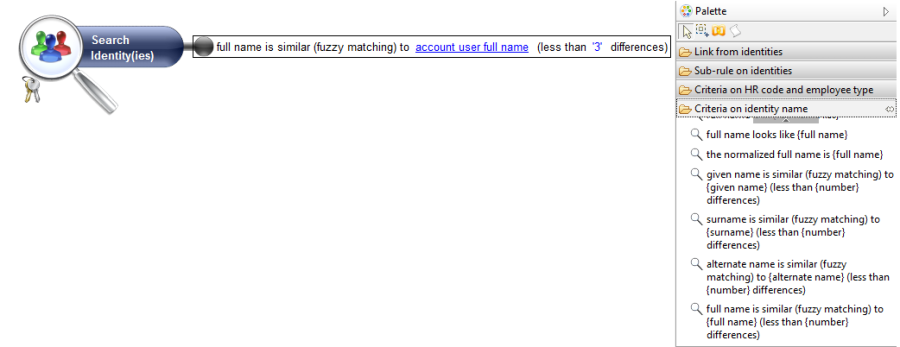 Search
Identity(ies)
full name is similar (fuzzy matching) to account user full name (less than '3' differences)
Palette
Link from identities
Sub-rule on identities
Criteria on HR code and employee type
Criteria on identity name
full name looks like {full name}
the normalized full name is {full name}
given name is similar (fuzzy matching) to
{given name} (less than {number}
differences)
surname is similar (fuzzy matching) to
{surname} (less than {number}
differences)
alternate name is similar (fuzzy
matching) to {alternate name} (less than
{number} differences)
full name is similar (fuzzy matching) to
{full name} (less than {number}
differences)